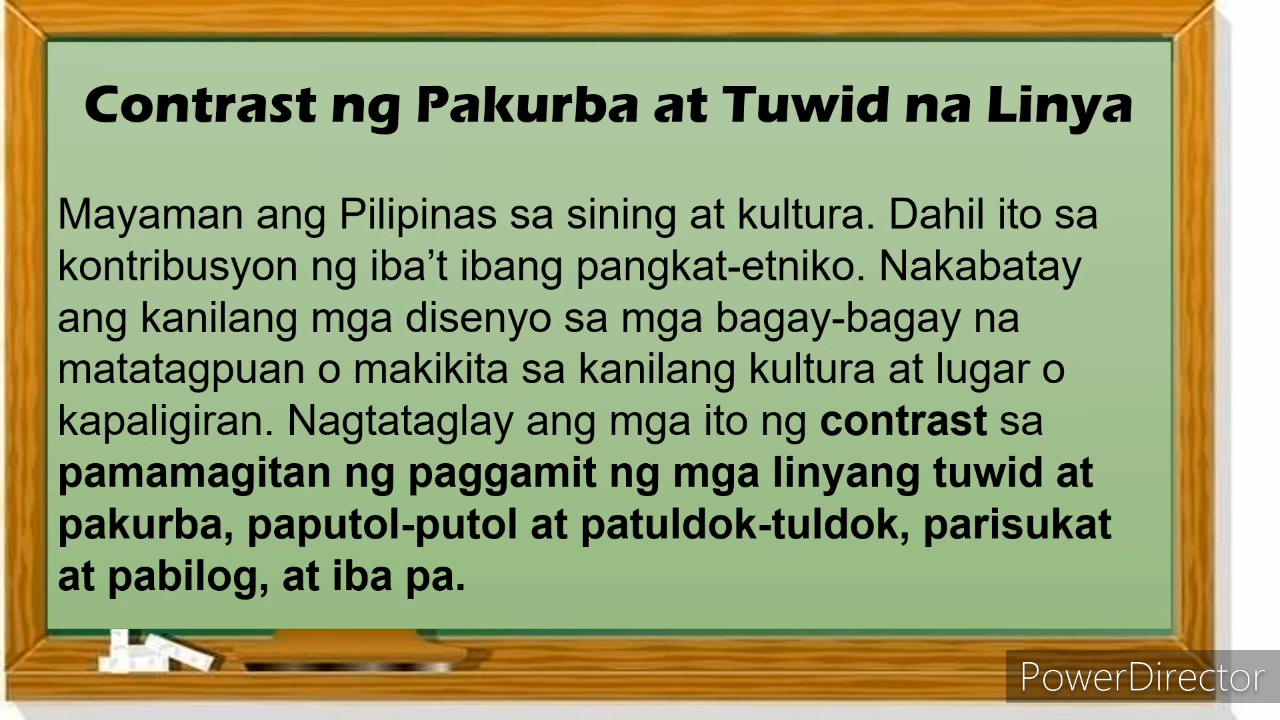 Contrast ng Pakurba at Tuwid na Linya
Mayaman ang Pilipinas sa sining at kultura. Dahil ito sa
kontribusyon ng iba’t ibang pangkat-etniko. Nakabatay
ang kanilang mga disenyo sa mga bagay-bagay na
matatagpuan o makikita sa kanilang kultura at lugar o
kapaligiran. Nagtataglay ang mga ito ng contrast sa
pamamagitan ng paggamit ng mga linyang tuwid at
pakurba, paputol-putol at patuldok-tuldok, parisukat
at pabilog, at iba pa.
PowerDirector